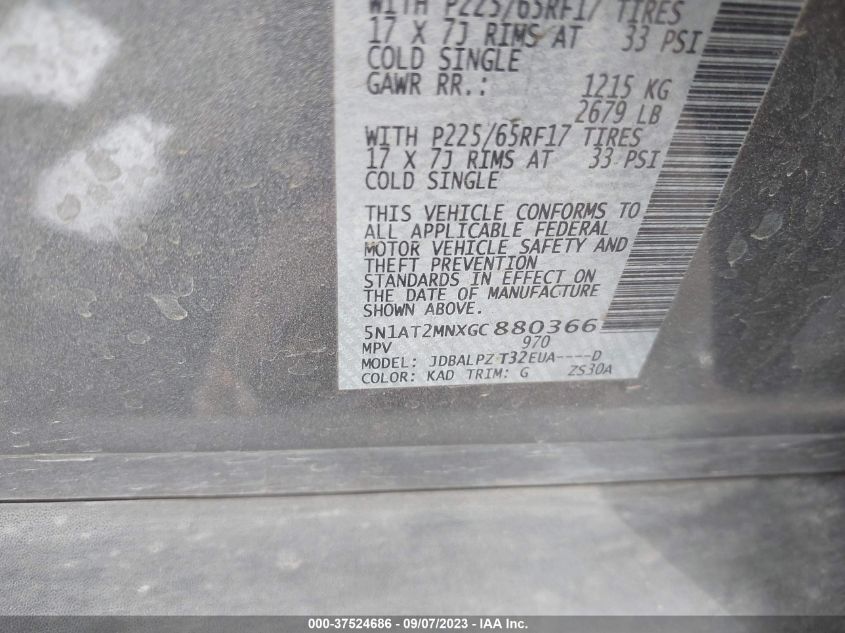 WITH P225/65RF17 TIRES
17 X 7J RIMS AT 33 PSI
COLD SINGLE
GAWR RR.: 1215 KG
2679 LB
WITH P225/65RF17 TIRES
17 X 7J RIMS AT 33 PSI
COLD SINGLE
THIS VEHICLE CONFORMS TO
ALL APPLICABLE FEDERAL
MOTOR VEHICLE SAFETY AND
THEFT PREVENTION
STANDARDS IN EFFECT ON
THE DATE OF MANUFACTURE
SHOWN ABOVE.
5N1AT2MNXGC880366
MPV 970
MODEL: JDBALPZ T32EUA----D
COLOR: KAD TRIM: G ZS30A
000-37524686 - 09/07/2023 - IAA Inc.